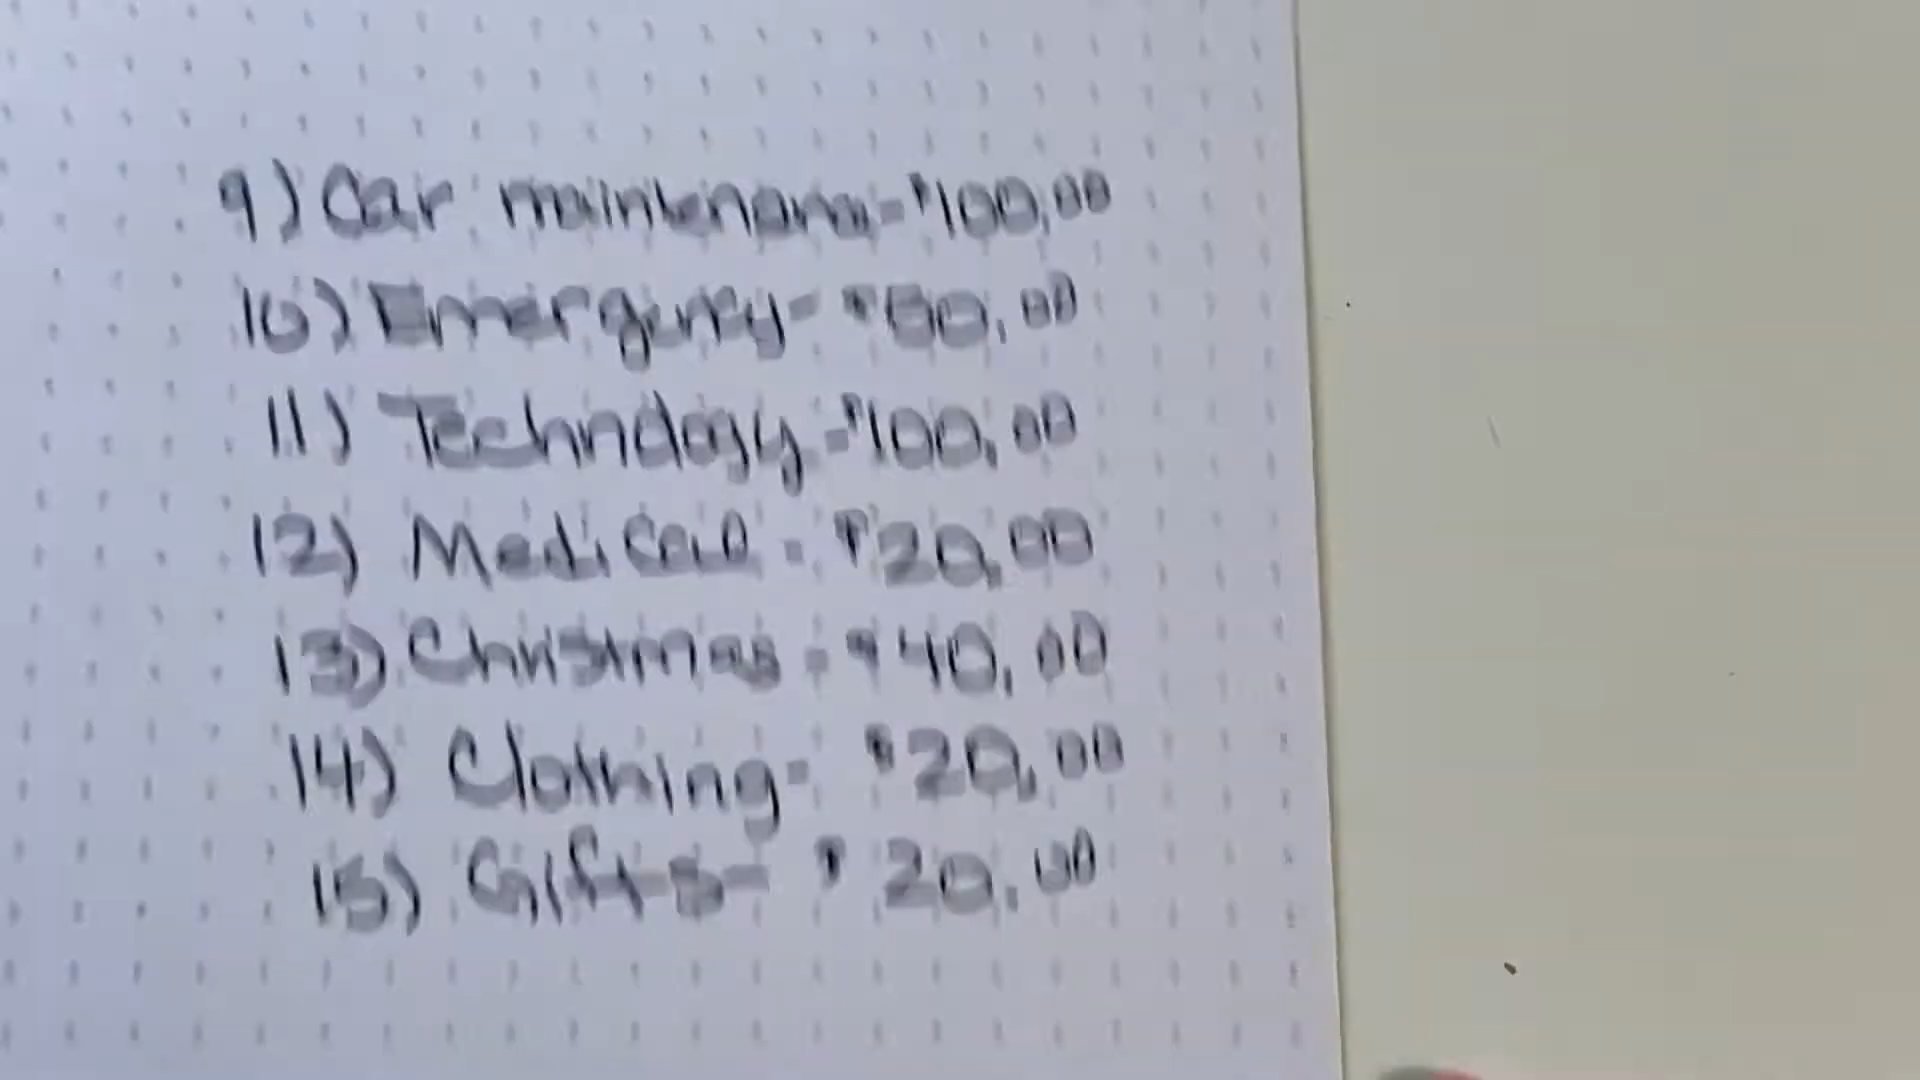 9) Car maintenance - $100.00
10) Emergency - $50.00
11) Technology - $100.00
12) Medical - $20.00
13) Christmas - $40.00
14) Clothing - $20.00
15) Gifts - $20.00